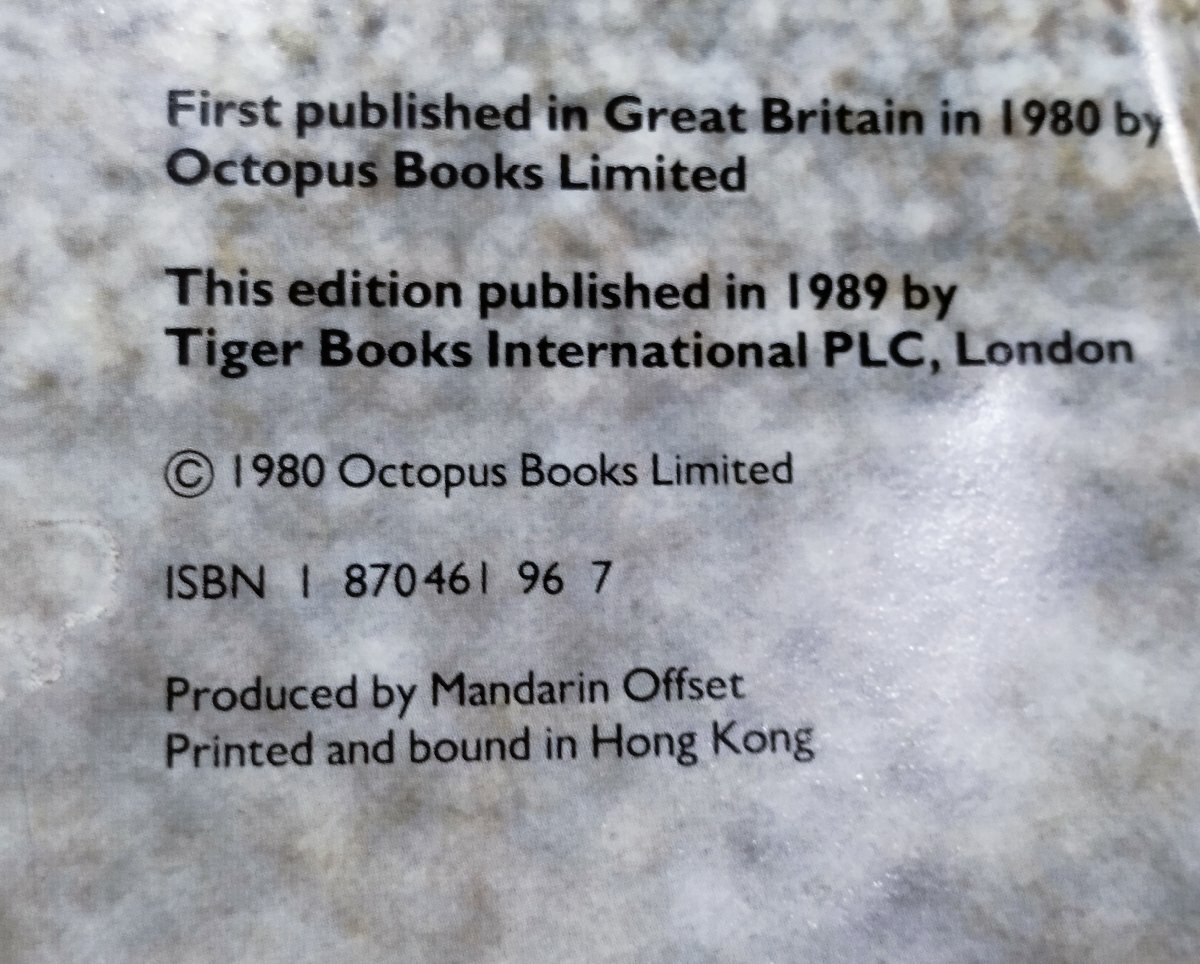 First published in Great Britain in 1980 by
Octopus Books Limited
This edition published in 1989 by
Tiger Books International PLC, London
© 1980 Octopus Books Limited
ISBN 1 870461 96 7
Produced by Mandarin Offset
Printed and bound in Hong Kong